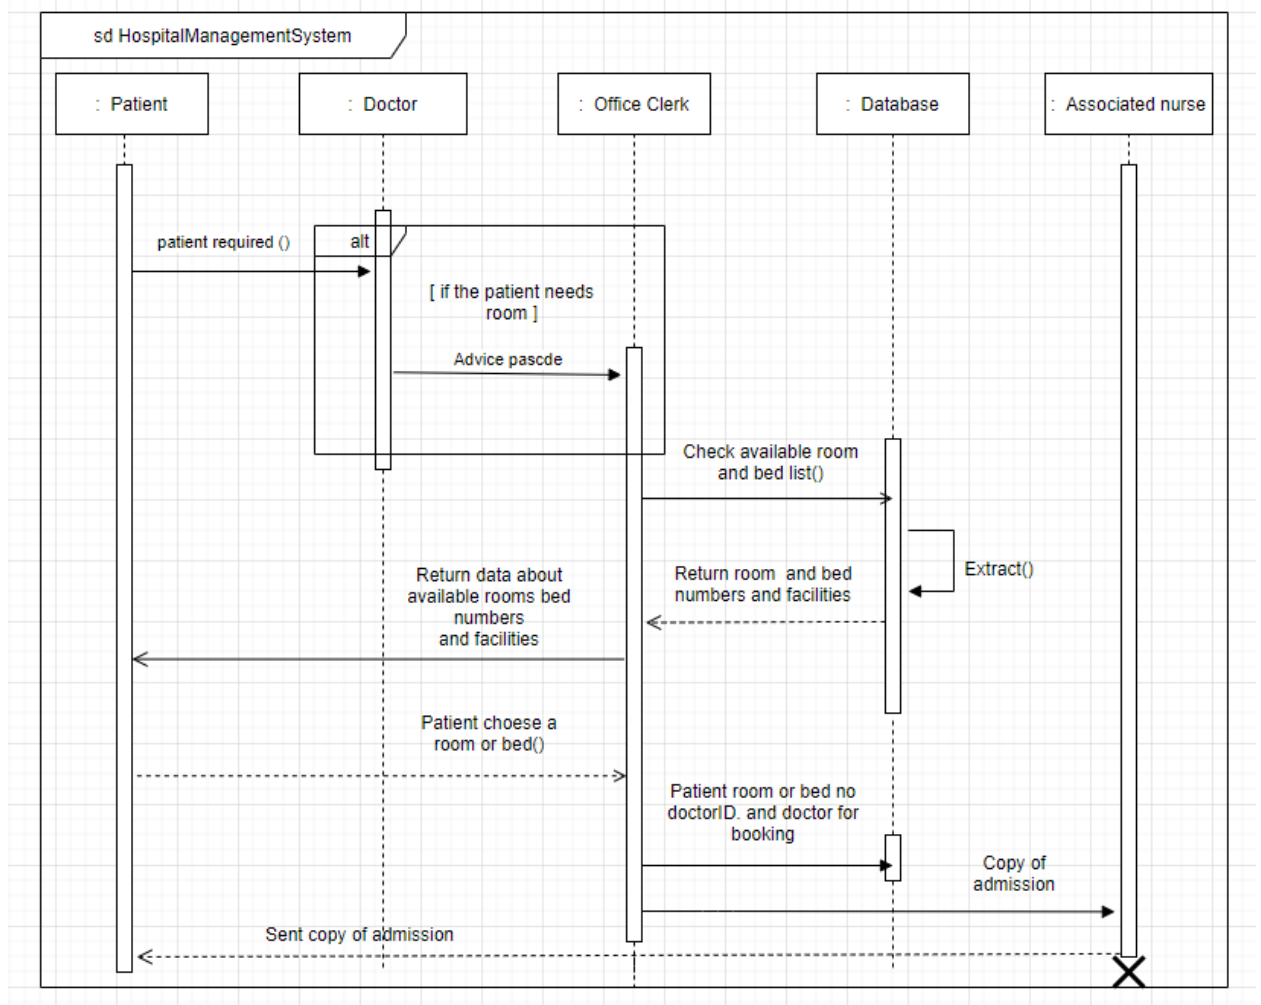 sd HospitalManagementSystem
: Patient
: Doctor
: Office Clerk
: Database
: Associated nurse
patient required ()
alt
[ if the patient needs
room ]
Advice pascde
Check available room
and bed list()
Extract()
Return room and bed
numbers and facilities
Return data about
available rooms bed
numbers
and facilities
Patient choese a
room or bed()
Patient room or bed no
doctorID. and doctor for
booking
Copy of
admission
Sent copy of admission